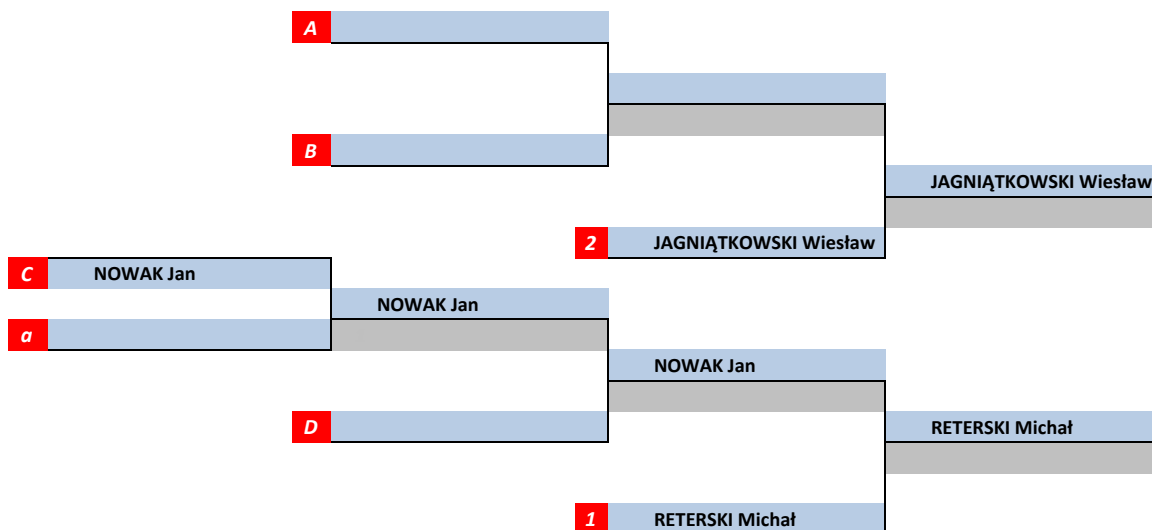 A
B
JAGNIĄTKOWSKI Wiesław
2 JAGNIĄTKOWSKI Wiesław
C NOWAK Jan
NOWAK Jan
a
NOWAK Jan
D
RETERSKI Michał
1 RETERSKI Michał